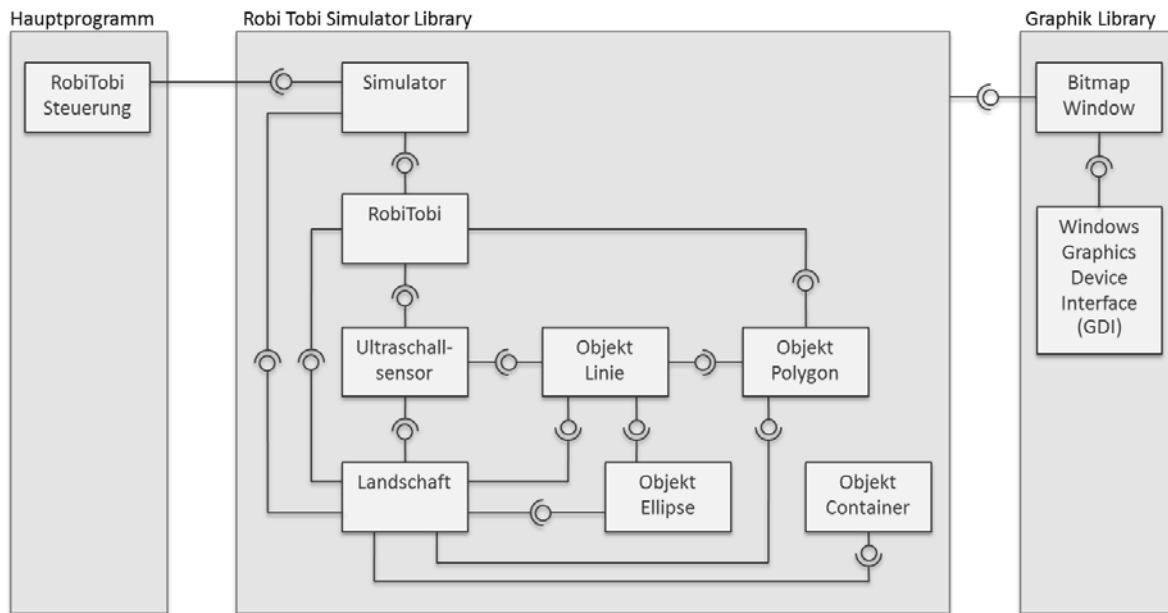 Hauptprogramm
Robi Tobi Simulator Library
Graphik Library
RobiTobi
Steuerung
Simulator
Bitmap
Window
RobiTobi
Windows
Graphics
Device
Interface
(GDI)
Ultraschall-
sensor
Objekt
Linie
Objekt
Polygon
Landschaft
Objekt
Ellipse
Objekt
Container